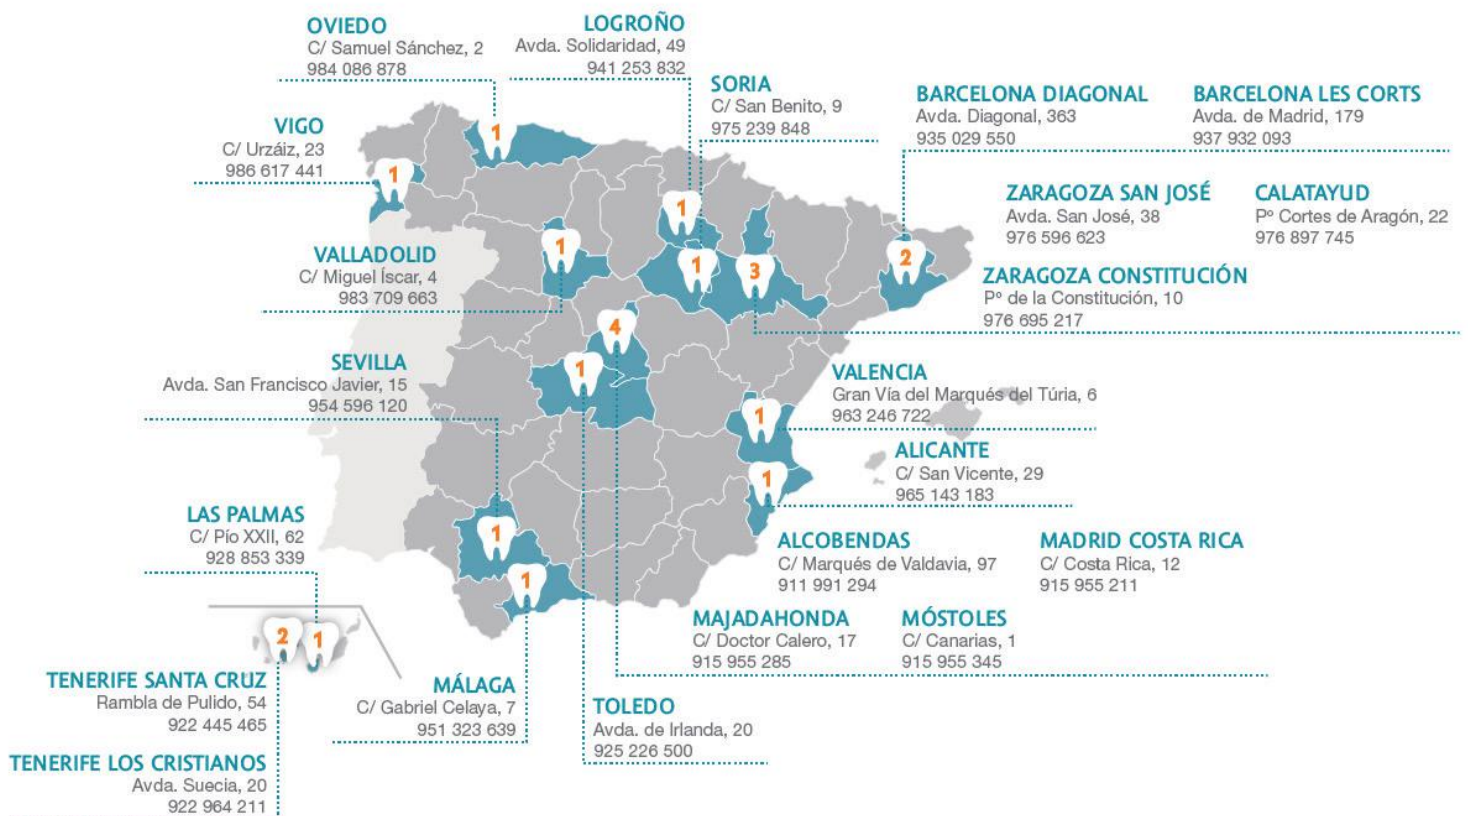 OVIEDO
C/ Samuel Sánchez, 2
984 086 878
LOGROÑO
Avda. Solidaridad, 49
941 253 832
SORIA
C/ San Benito, 9
975 239 848
BARCELONA DIAGONAL
Avda. Diagonal, 363
935 029 550
BARCELONA LES CORTS
Avda. de Madrid, 179
937 932 093
VIGO
C/ Urzáiz, 23
986 617 441
ZARAGOZA SAN JOSÉ
Avda. San José, 38
976 596 623
CALATAYUD
Pº Cortes de Aragón, 22
976 897 745
VALLADOLID
C/ Miguel Íscar, 4
983 709 663
ZARAGOZA CONSTITUCIÓN
Pº de la Constitución, 10
976 695 217
SEVILLA
Avda. San Francisco Javier, 15
954 596 120
VALENCIA
Gran Vía del Marqués del Túria, 6
963 246 722
ALICANTE
C/ San Vicente, 29
965 143 183
LAS PALMAS
C/ Pío XXII, 62
928 853 339
ALCOBENDAS
C/ Marqués de Valdavia, 97
911 991 294
MADRID COSTA RICA
C/ Costa Rica, 12
915 955 211
MAJADAHONDA
C/ Doctor Calero, 17
915 955 285
MÓSTOLES
C/ Canarias, 1
915 955 345
TENERIFE SANTA CRUZ
Rambla de Pulido, 54
922 445 465
MÁLAGA
C/ Gabriel Celaya, 7
951 323 639
TOLEDO
Avda. de Irlanda, 20
925 226 500
TENERIFE LOS CRISTIANOS
Avda. Suecia, 20
922 964 211
1
1
1
1
1
3
2
4
1
1
1
1
1
2
1